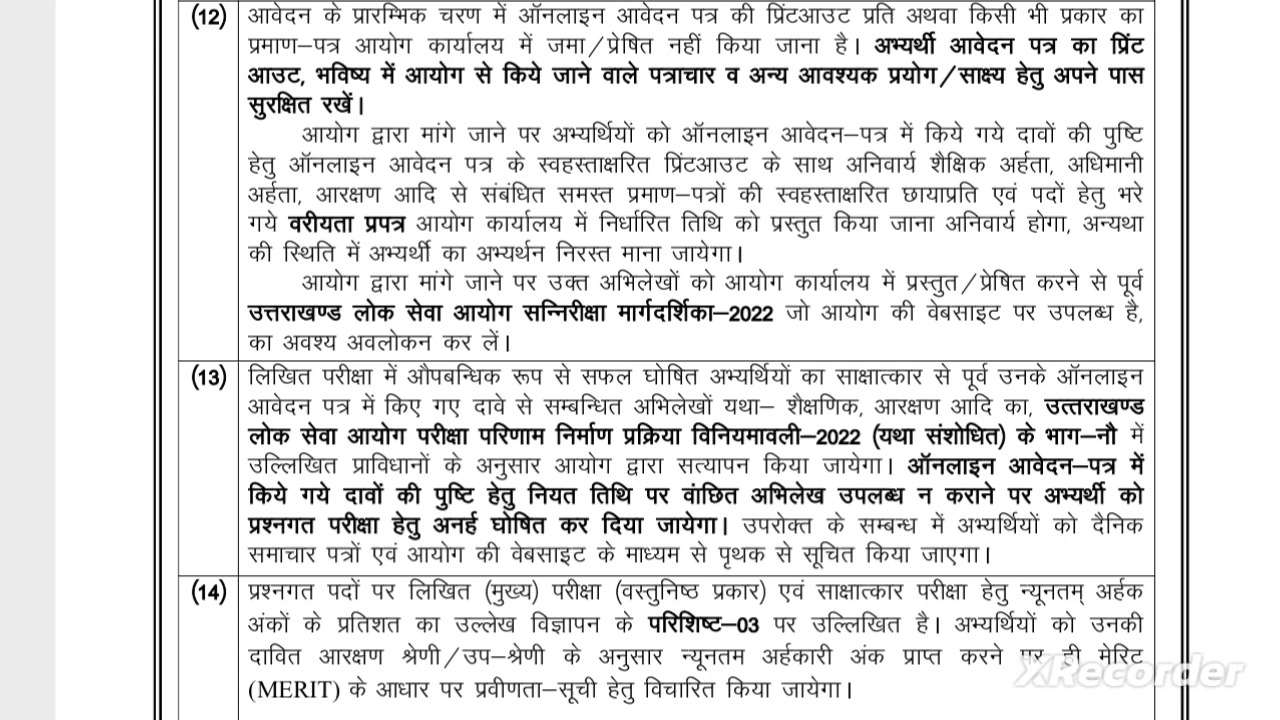 (12) आवेदन के प्रारम्भिक चरण में ऑनलाइन आवेदन पत्र की प्रिंटआउट प्रति अथवा किसी भी प्रकार का
प्रमाण–पत्र आयोग कार्यालय में जमा/प्रेषित नहीं किया जाना है। अभ्यर्थी आवेदन पत्र का प्रिंट
आउट, भविष्य में आयोग से किये जाने वाले पत्राचार व अन्य आवश्यक प्रयोग/साक्ष्य हेतु अपने पास
सुरक्षित रखें।
आयोग द्वारा मांगे जाने पर अभ्यर्थियों को ऑनलाइन आवेदन–पत्र में किये गये दावों की पुष्टि
हेतु ऑनलाइन आवेदन पत्र के स्वहस्ताक्षरित प्रिंटआउट के साथ अनिवार्य शैक्षिक अर्हता, अधिमानी
अर्हता, आरक्षण आदि से संबंधित समस्त प्रमाण–पत्रों की स्वहस्ताक्षरित छायाप्रति एवं पदों हेतु भरे
गये वरीयता प्रपत्र आयोग कार्यालय में निर्धारित तिथि को प्रस्तुत किया जाना अनिवार्य होगा, अन्यथा
की स्थिति में अभ्यर्थी का अभ्यर्थन निरस्त माना जायेगा।
आयोग द्वारा मांगे जाने पर उक्त अभिलेखों को आयोग कार्यालय में प्रस्तुत/प्रेषित करने से पूर्व
उत्तराखण्ड लोक सेवा आयोग सन्निरीक्षा मार्गदर्शिका–2022 जो आयोग की वेबसाइट पर उपलब्ध है,
का अवश्य अवलोकन कर लें।
(13) लिखित परीक्षा में औपबन्धिक रूप से सफल घोषित अभ्यर्थियों का साक्षात्कार से पूर्व उनके ऑनलाइन
आवेदन पत्र में किए गए दावे से सम्बन्धित अभिलेखों यथा– शैक्षणिक, आरक्षण आदि का, उत्तराखण्ड
लोक सेवा आयोग परीक्षा परिणाम निर्माण प्रक्रिया विनियमावली–2022 (यथा संशोधित) के भाग–नौ में
उल्लिखित प्राविधानों के अनुसार आयोग द्वारा सत्यापन किया जायेगा। ऑनलाइन आवेदन–पत्र में
किये गये दावों की पुष्टि हेतु नियत तिथि पर वांछित अभिलेख उपलब्ध न कराने पर अभ्यर्थी को
प्रश्नगत परीक्षा हेतु अनर्ह घोषित कर दिया जायेगा। उपरोक्त के सम्बन्ध में अभ्यर्थियों को दैनिक
समाचार पत्रों एवं आयोग की वेबसाइट के माध्यम से पृथक से सूचित किया जाएगा।
(14) प्रश्नगत पदों पर लिखित (मुख्य) परीक्षा (वस्तुनिष्ठ प्रकार) एवं साक्षात्कार परीक्षा हेतु न्यूनतम् अर्हक
अंकों के प्रतिशत का उल्लेख विज्ञापन के परिशिष्ट–03 पर उल्लिखित है। अभ्यर्थियों को उनकी
दावित आरक्षण श्रेणी/उप–श्रेणी के अनुसार न्यूनतम अर्हकारी अंक प्राप्त करने पर ही मेरिट
(MERIT) के आधार पर प्रवीणता–सूची हेतु विचारित किया जायेगा।
XRecorder